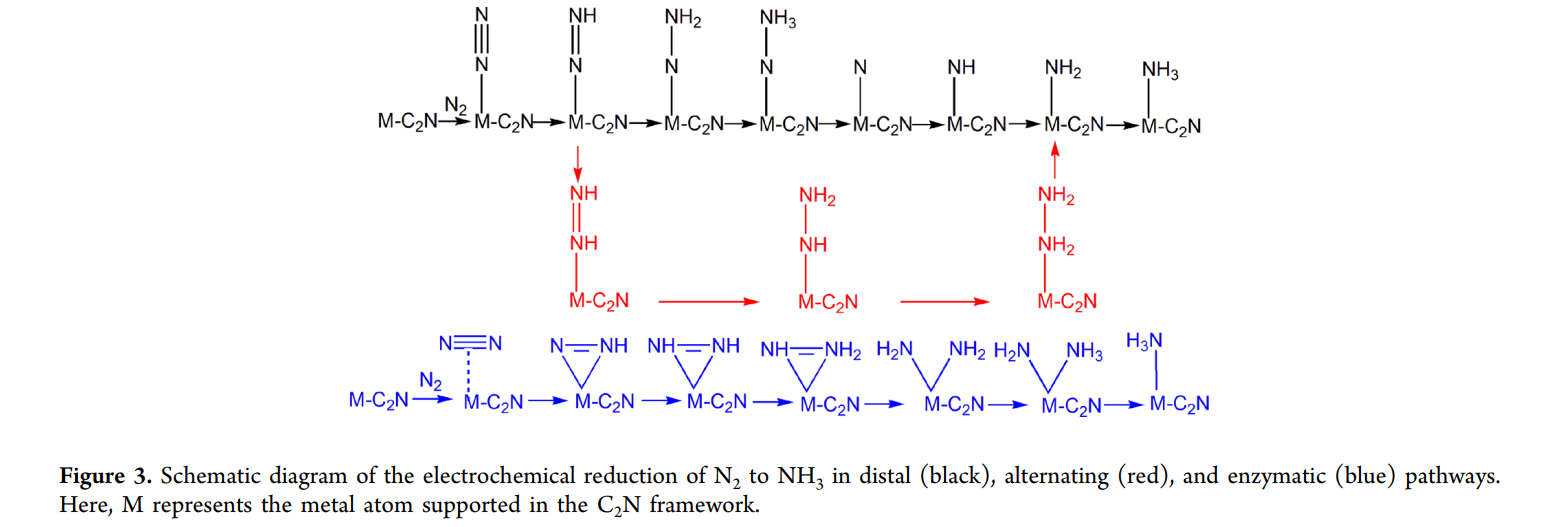 N NH NH₂ NH₃
N N N N N NH NH₂ NH₃
N₂
M-C₂N M-C₂N M-C₂N M-C₂N M-C₂N M-C₂N M-C₂N M-C₂N M-C₂N
NH NH₂ NH₂
NH NH NH₂
M-C₂N M-C₂N M-C₂N
N N N NH NH NH NH NH₂ H₂N NH₂ H₂N NH₃ H₃N
N₂
M-C₂N M-C₂N M-C₂N M-C₂N M-C₂N M-C₂N M-C₂N M-C₂N
Figure 3. Schematic diagram of the electrochemical reduction of N₂ to NH₃ in distal (black), alternating (red), and enzymatic (blue) pathways.
Here, M represents the metal atom supported in the C₂N framework.